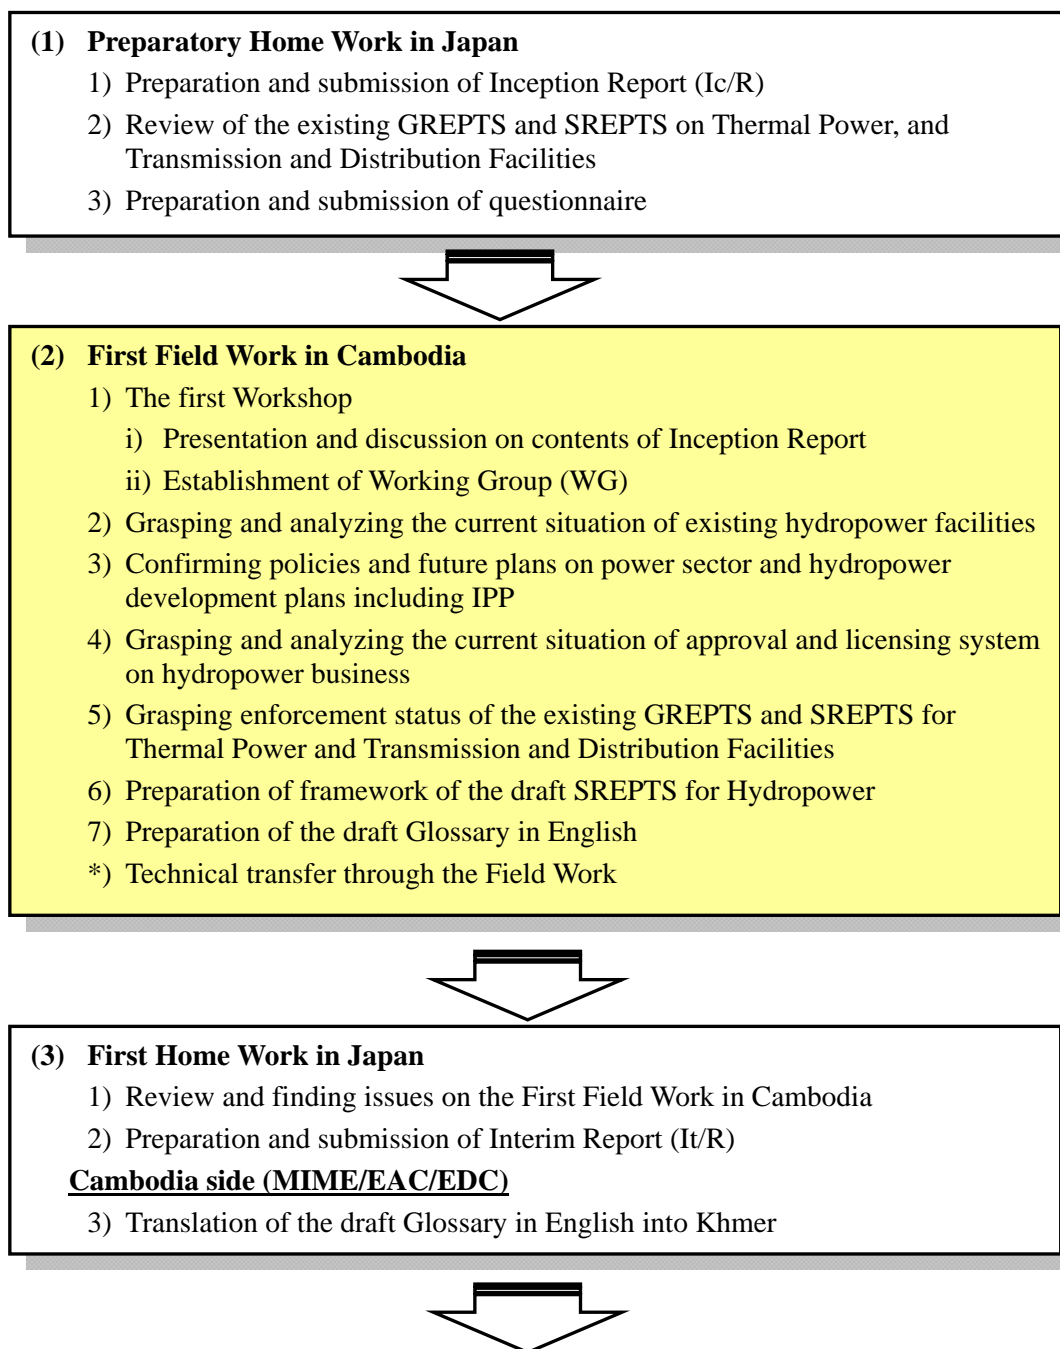 (1) Preparatory Home Work in Japan
1) Preparation and submission of Inception Report (Ic/R)
2) Review of the existing GREPTS and SREPTS on Thermal Power, and
Transmission and Distribution Facilities
3) Preparation and submission of questionnaire
(2) First Field Work in Cambodia
1) The first Workshop
i) Presentation and discussion on contents of Inception Report
ii) Establishment of Working Group (WG)
2) Grasping and analyzing the current situation of existing hydropower facilities
3) Confirming policies and future plans on power sector and hydropower
development plans including IPP
4) Grasping and analyzing the current situation of approval and licensing system
on hydropower business
5) Grasping enforcement status of the existing GREPTS and SREPTS for
Thermal Power and Transmission and Distribution Facilities
6) Preparation of framework of the draft SREPTS for Hydropower
7) Preparation of the draft Glossary in English
*) Technical transfer through the Field Work
(3) First Home Work in Japan
1) Review and finding issues on the First Field Work in Cambodia
2) Preparation and submission of Interim Report (It/R)
Cambodia side (MIME/EAC/EDC)
3) Translation of the draft Glossary in English into Khmer